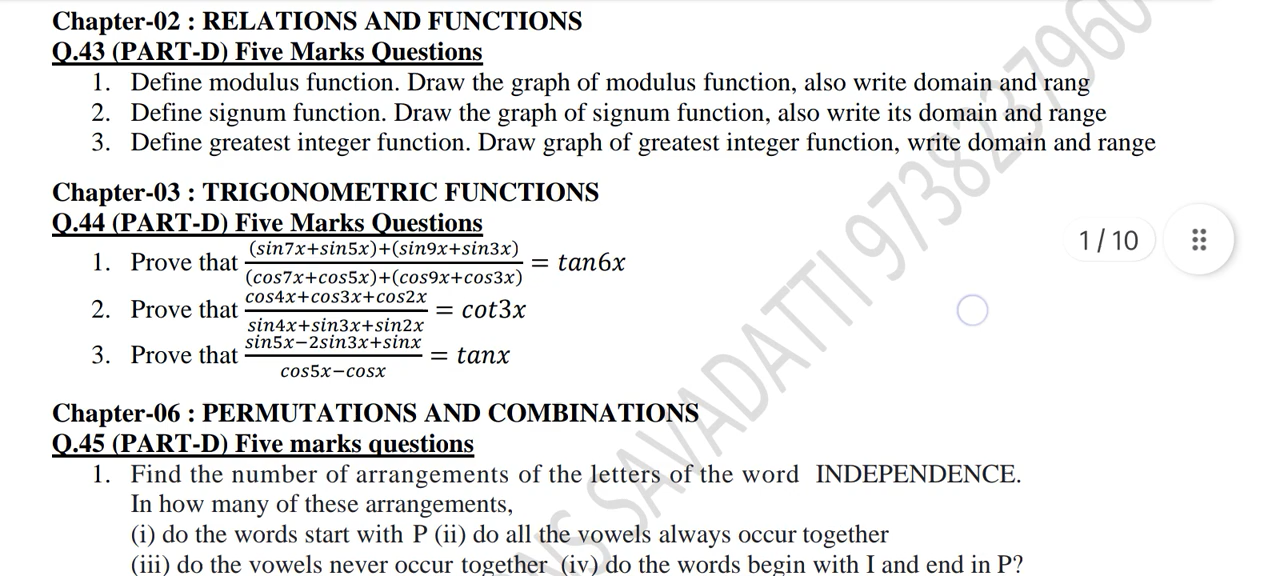 Chapter-02 : RELATIONS AND FUNCTIONS
Q.43 (PART-D) Five Marks Questions
1. Define modulus function. Draw the graph of modulus function, also write domain and rang
2. Define signum function. Draw the graph of signum function, also write its domain and range
3. Define greatest integer function. Draw graph of greatest integer function, write domain and range
Chapter-03 : TRIGONOMETRIC FUNCTIONS
Q.44 (PART-D) Five Marks Questions
1. Prove that (sin7x+sin5x)+(sin9x+sin3x) / (cos7x+cos5x)+(cos9x+cos3x) = tan6x
2. Prove that cos4x+cos3x+cos2x / sin4x+sin3x+sin2x = cot3x
3. Prove that sin5x−2sin3x+sinx / cos5x−cosx = tanx
1 / 10
Chapter-06 : PERMUTATIONS AND COMBINATIONS
Q.45 (PART-D) Five marks questions
1. Find the number of arrangements of the letters of the word INDEPENDENCE.
In how many of these arrangements,
(i) do the words start with P (ii) do all the vowels always occur together
(iii) do the vowels never occur together (iv) do the words begin with I and end in P?
NS SAVADATTI 9738237960